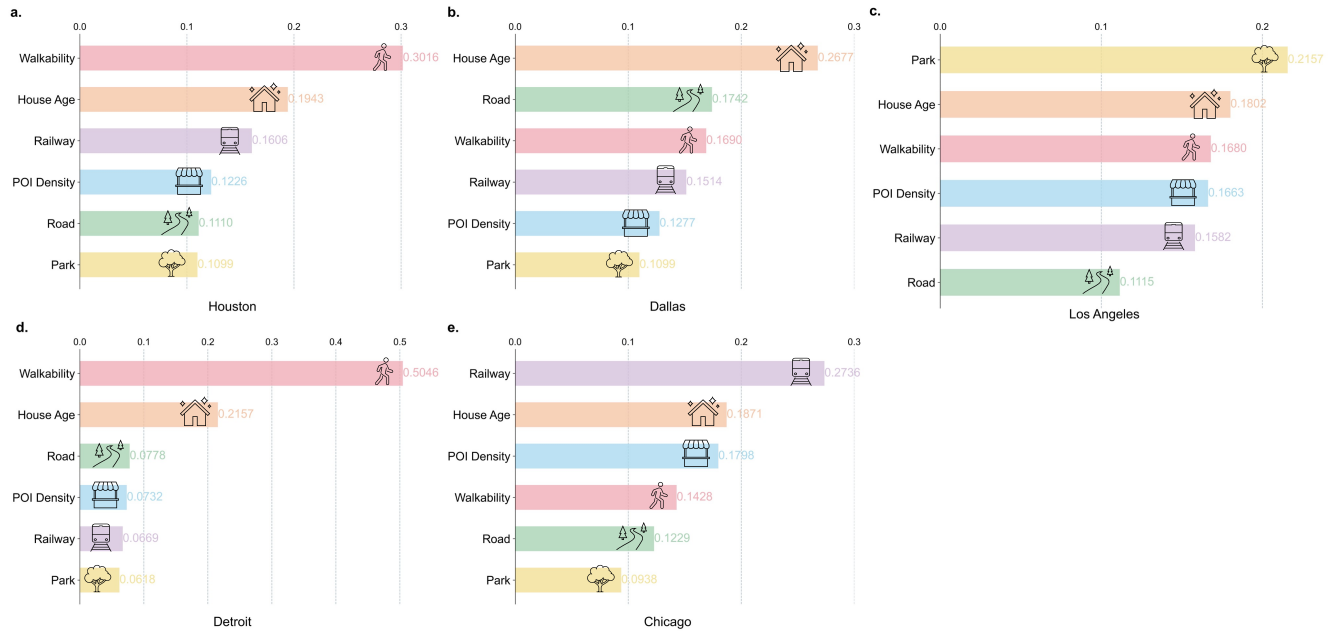 a.
0.0 0.1 0.2 0.3
Walkability 0.3016
House Age 0.1943
Railway 0.1606
POI Density 0.1226
Road 0.1110
Park 0.1099
Houston
b.
0.0 0.1 0.2 0.3
House Age 0.2677
Road 0.1742
Walkability 0.1690
Railway 0.1514
POI Density 0.1277
Park 0.1099
Dallas
c.
0.0 0.1 0.2
Park 0.2157
House Age 0.1802
Walkability 0.1680
POI Density 0.1663
Railway 0.1582
Road 0.1115
Los Angeles
d.
0.0 0.1 0.2 0.3 0.4 0.5
Walkability 0.5046
House Age 0.2157
Road 0.0778
POI Density 0.0732
Railway 0.0669
Park 0.0618
Detroit
e.
0.0 0.1 0.2 0.3
Railway 0.2736
House Age 0.1871
POI Density 0.1798
Walkability 0.1428
Road 0.1229
Park 0.0938
Chicago